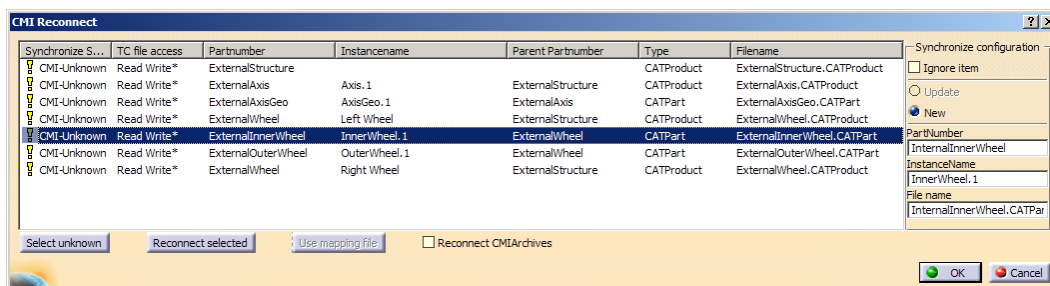 CMI Reconnect
Synchronize S... TC file access Partnumber Instancename Parent Partnumber Type Filename
CMI-Unknown Read Write* ExternalStructure CATProduct ExternalStructure.CATProduct
CMI-Unknown Read Write* ExternalAxis Axis.1 ExternalStructure CATProduct ExternalAxis.CATProduct
CMI-Unknown Read Write* ExternalAxisGeo AxisGeo.1 ExternalAxis CATPart ExternalAxisGeo.CATPart
CMI-Unknown Read Write* ExternalWheel Left Wheel ExternalStructure CATProduct ExternalWheel.CATProduct
CMI-Unknown Read Write* ExternalInnerWheel InnerWheel.1 ExternalWheel CATPart ExternalInnerWheel.CATPart
CMI-Unknown Read Write* ExternalOuterWheel OuterWheel.1 ExternalWheel CATPart ExternalOuterWheel.CATPart
CMI-Unknown Read Write* ExternalWheel Right Wheel ExternalStructure CATProduct ExternalWheel.CATProduct
Synchronize configuration
Ignore item
Update
New
PartNumber
InternalInnerWheel
InstanceName
InnerWheel.1
File name
InternalInnerWheel.CATPar
Select unknown Reconnect selected Use mapping file Reconnect CMIArchives
OK Cancel